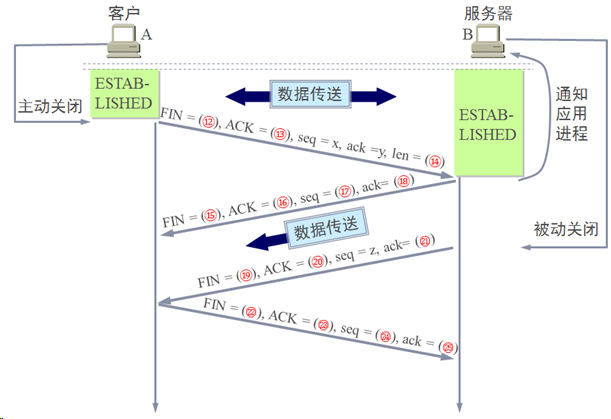 客户
服务器
A
B
ESTAB-
LISHED
数据传送
ESTAB-
LISHED
通知
应用
进程
主动关闭
FIN = (⑫), ACK = (⑬), seq = x, ack =y, len = (⑭)
FIN = (⑮), ACK = (⑯), seq = (⑰), ack= (⑱)
数据传送
被动关闭
FIN = (⑲), ACK = (⑳), seq = z, ack= (㉑)
FIN = (㉒), ACK = (㉓), seq = (㉔), ack = (㉕)